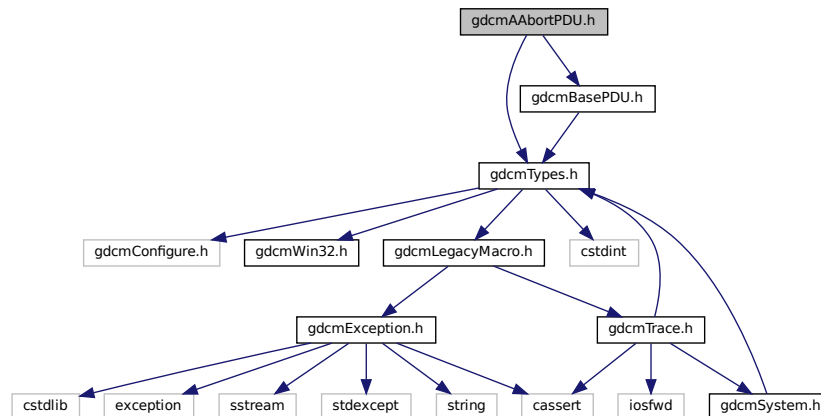 gdcmAAbortPDU.h
gdcmBasePDU.h
gdcmTypes.h
gdcmConfigure.h
gdcmWin32.h
gdcmLegacyMacro.h
cstdint
gdcmException.h
gdcmTrace.h
cstdlib
exception
sstream
stdexcept
string
cassert
iosfwd
gdcmSystem.h